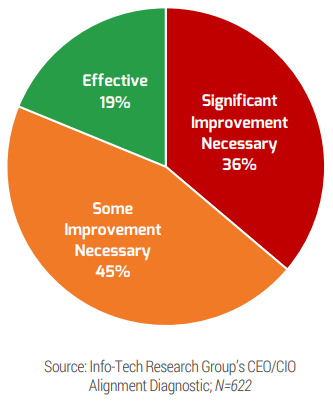 Effective
19%
Significant
Improvement
Necessary
36%
Some
Improvement
Necessary
45%
Source: Info-Tech Research Group's CEO/CIO
Alignment Diagnostic; N=622